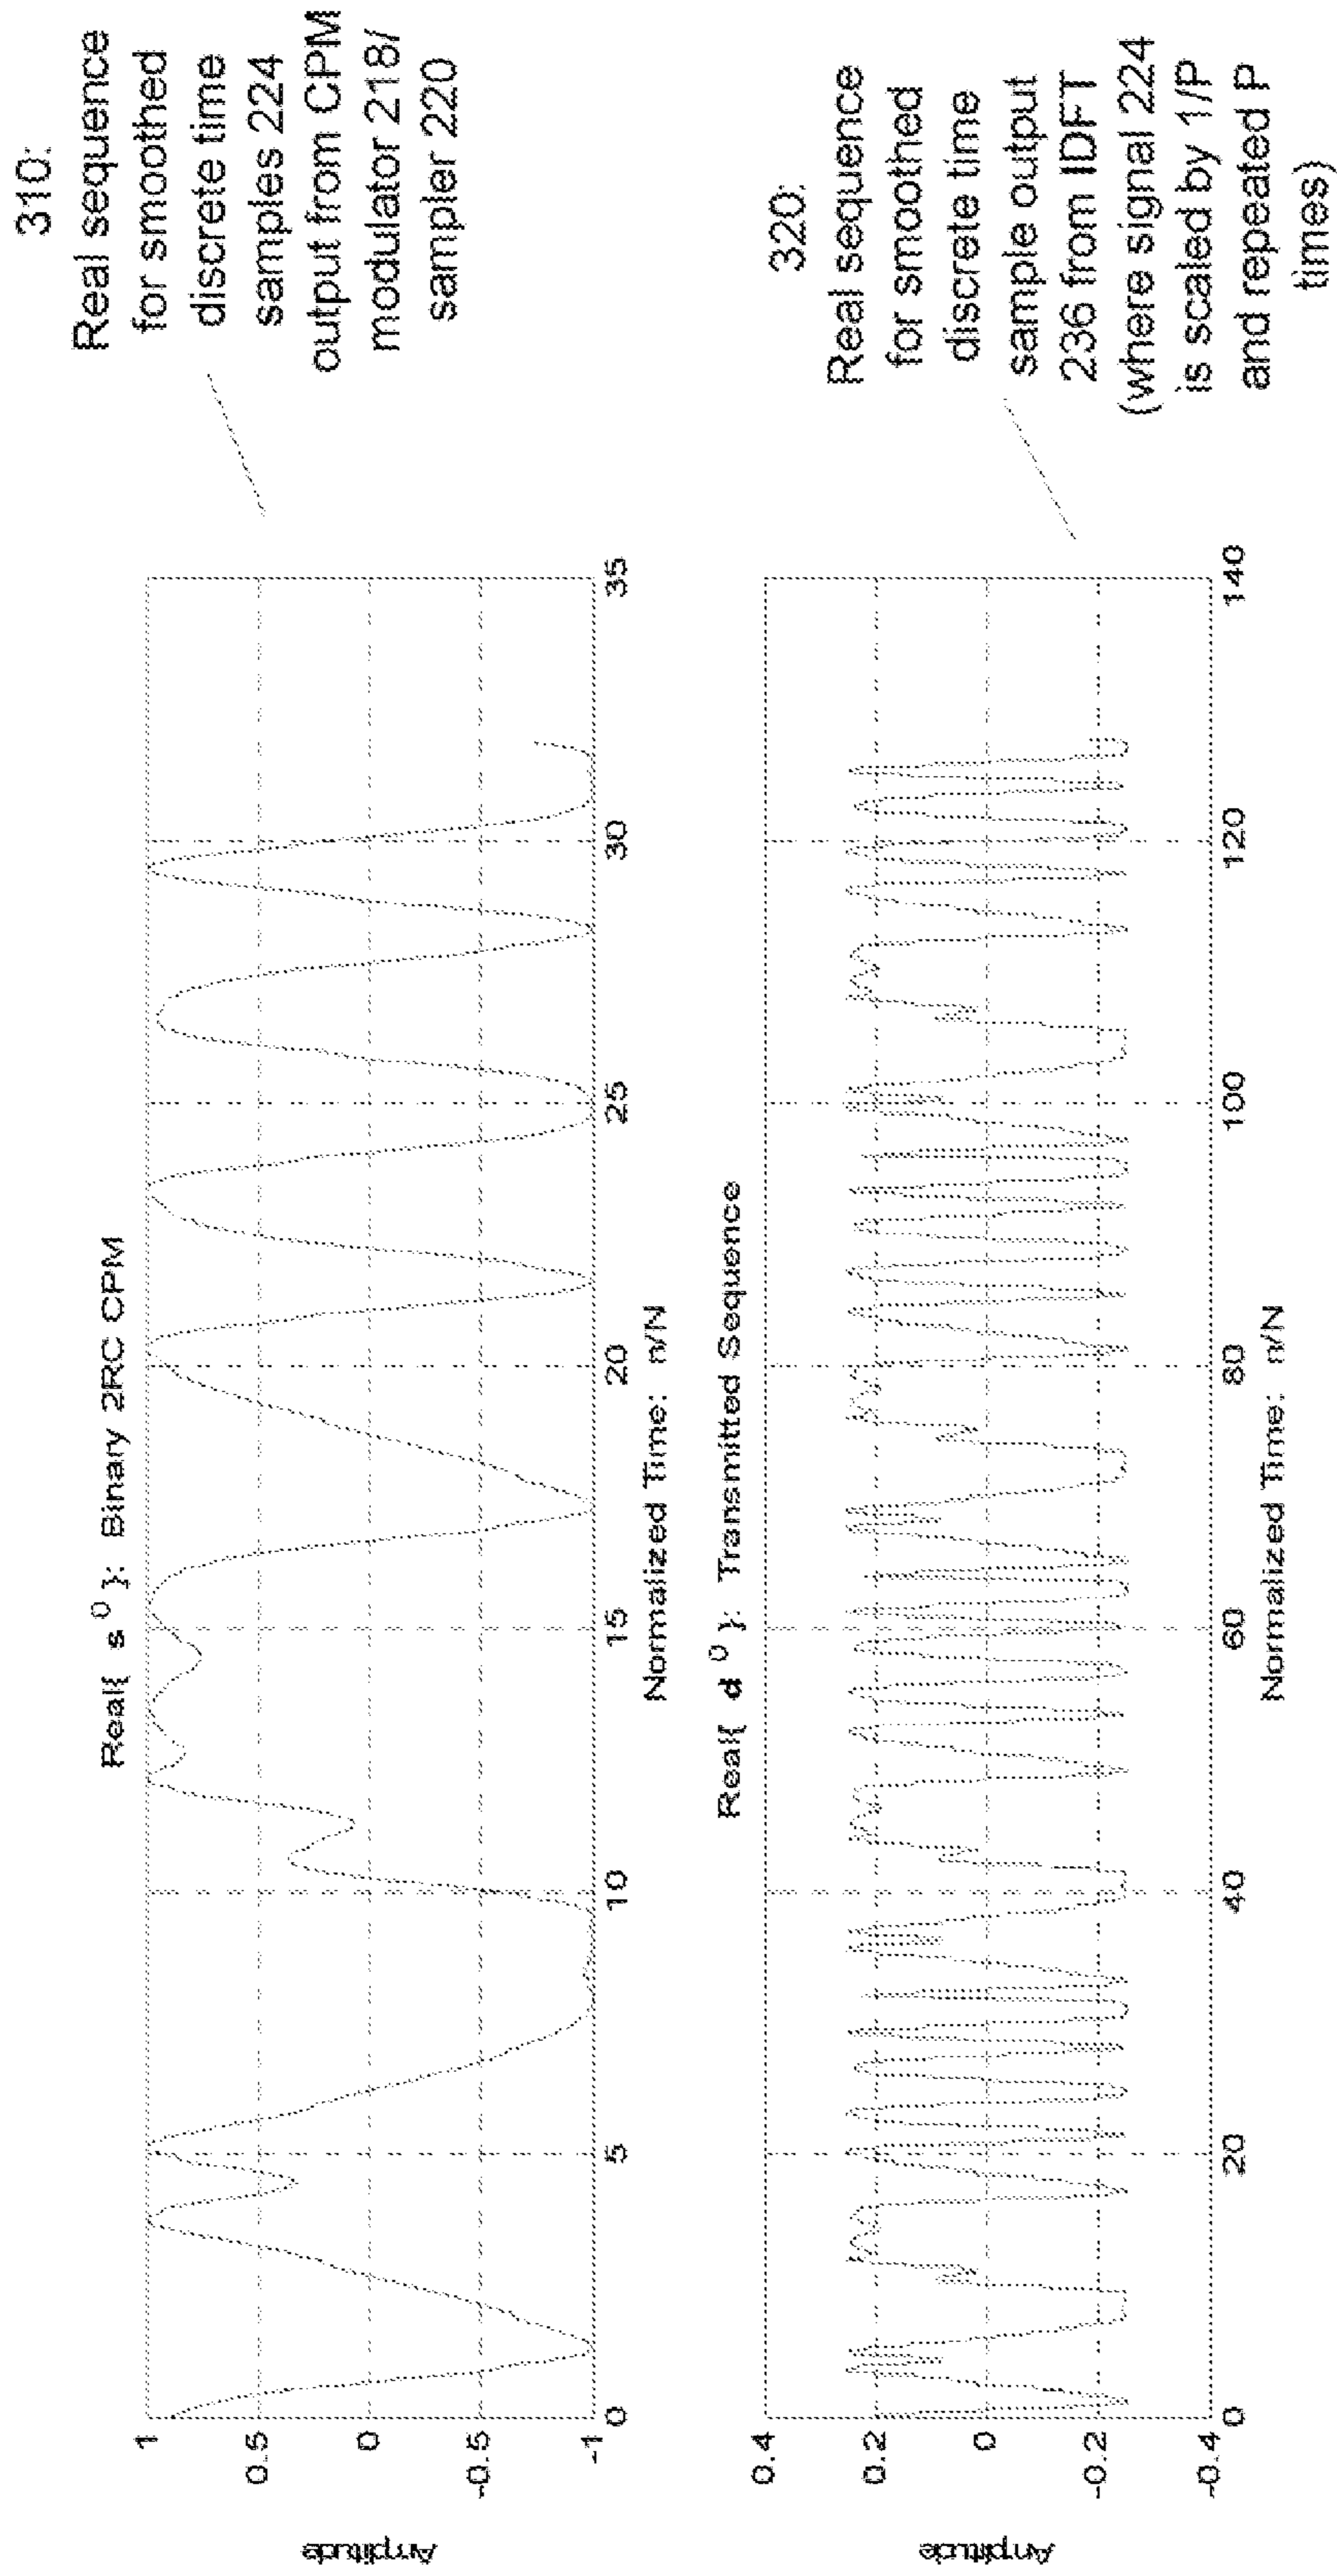 310:
Real sequence
for smoothed
discrete time
samples 224
output from CPM
modulator 218/
sampler 220
Real{ s 0 }: Binary 2RC CPM
Amplitude
1
0.5
0
-0.5
-1
0
5
10
15
20
25
30
35
Normalized Time: n/N
320:
Real sequence
for smoothed
discrete time
sample output
236 from IDFT
(where signal 224
is scaled by 1/P
and repeated P
times)
Real{ d 0 }: Transmitted Sequence
Amplitude
0.4
0.2
0
-0.2
-0.4
0
20
40
60
80
100
120
140
Normalized Time: n/N